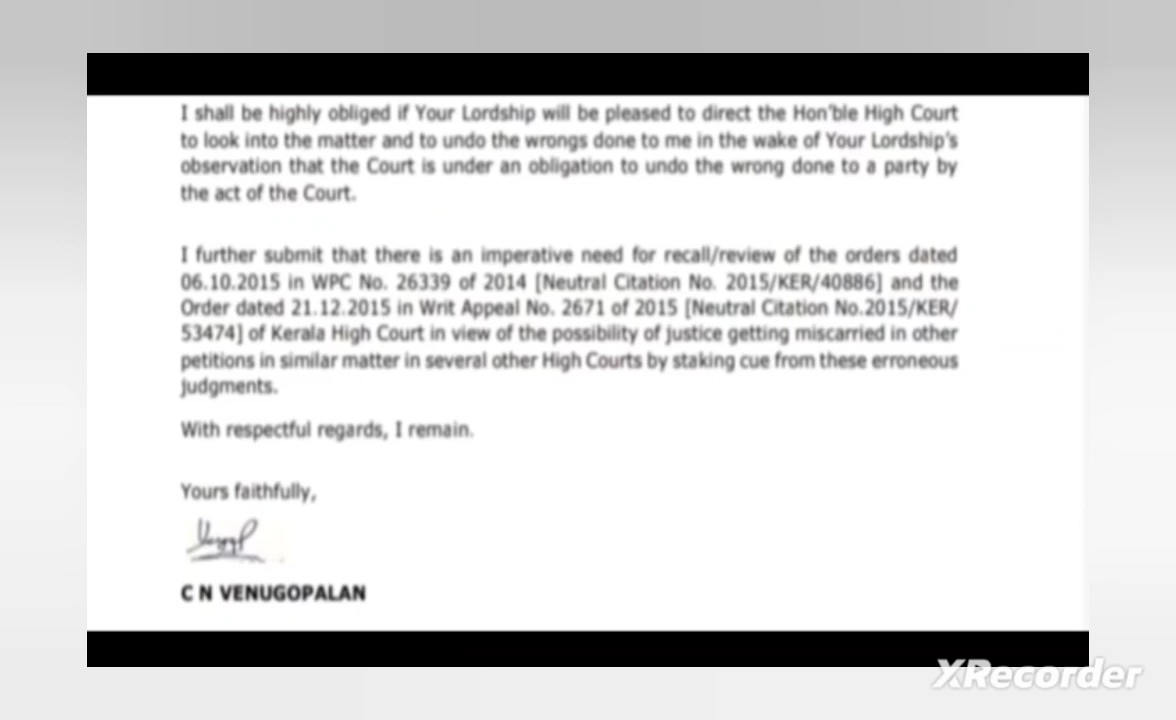 I shall be highly obliged if Your Lordship will be pleased to direct the Hon'ble High Court
to look into the matter and to undo the wrongs done to me in the wake of Your Lordship's
observation that the Court is under an obligation to undo the wrong done to a party by
the act of the Court.
I further submit that there is an imperative need for recall/review of the orders dated
06.10.2015 in WPC No. 26339 of 2014 [Neutral Citation No. 2015/KER/40886] and the
Order dated 21.12.2015 in Writ Appeal No. 2671 of 2015 [Neutral Citation No.2015/KER/
53474] of Kerala High Court in view of the possibility of justice getting miscarried in other
petitions in similar matter in several other High Courts by staking cue from these erroneous
judgments.
With respectful regards, I remain.
Yours faithfully,
C N VENUGOPALAN
XRecorder